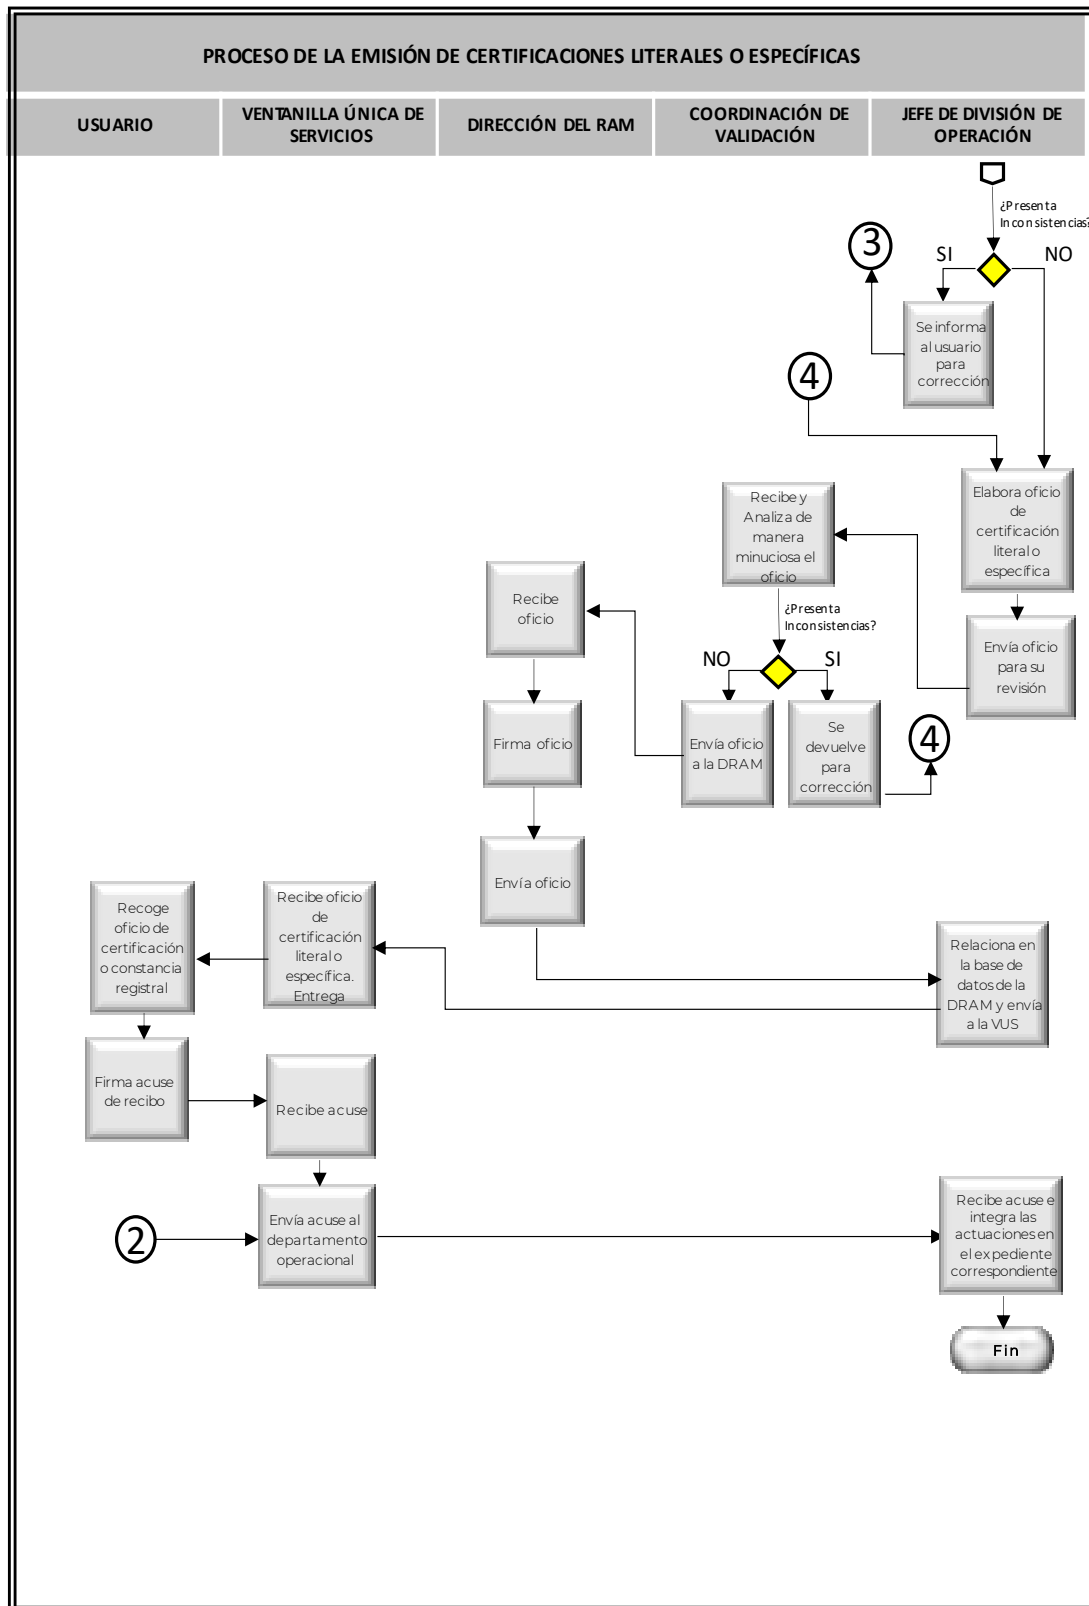 PROCESO DE LA EMISIÓN DE CERTIFICACIONES LITERALES O ESPECÍFICAS
USUARIO
VENTANILLA ÚNICA DE
SERVICIOS
DIRECCIÓN DEL RAM
COORDINACIÓN DE
VALIDACIÓN
JEFE DE DIVISIÓN DE
OPERACIÓN
¿Presenta
Inconsistencias?
3
SI
NO
Se informa
al usuario
para
corrección
4
Elabora oficio
de
certificación
literal o
específica
Recibe y
Analiza de
manera
minuciosa el
oficio
Recibe
oficio
¿Presenta
Inconsistencias?
Envía oficio
para su
revisión
NO
SI
Firma oficio
Envía oficio
a la DRAM
Se
devuelve
para
corrección
4
Envía oficio
Recoge
oficio de
certificación
o constancia
registral
Recibe oficio
de
certificación
literal o
específica.
Entrega
Relaciona en
la base de
datos de la
DRAM y envía
a la VUS
Firma acuse
de recibo
Recibe acuse
2
Envía acuse al
departamento
operacional
Recibe acuse e
integra las
actuaciones en
el expediente
correspondiente
Fin